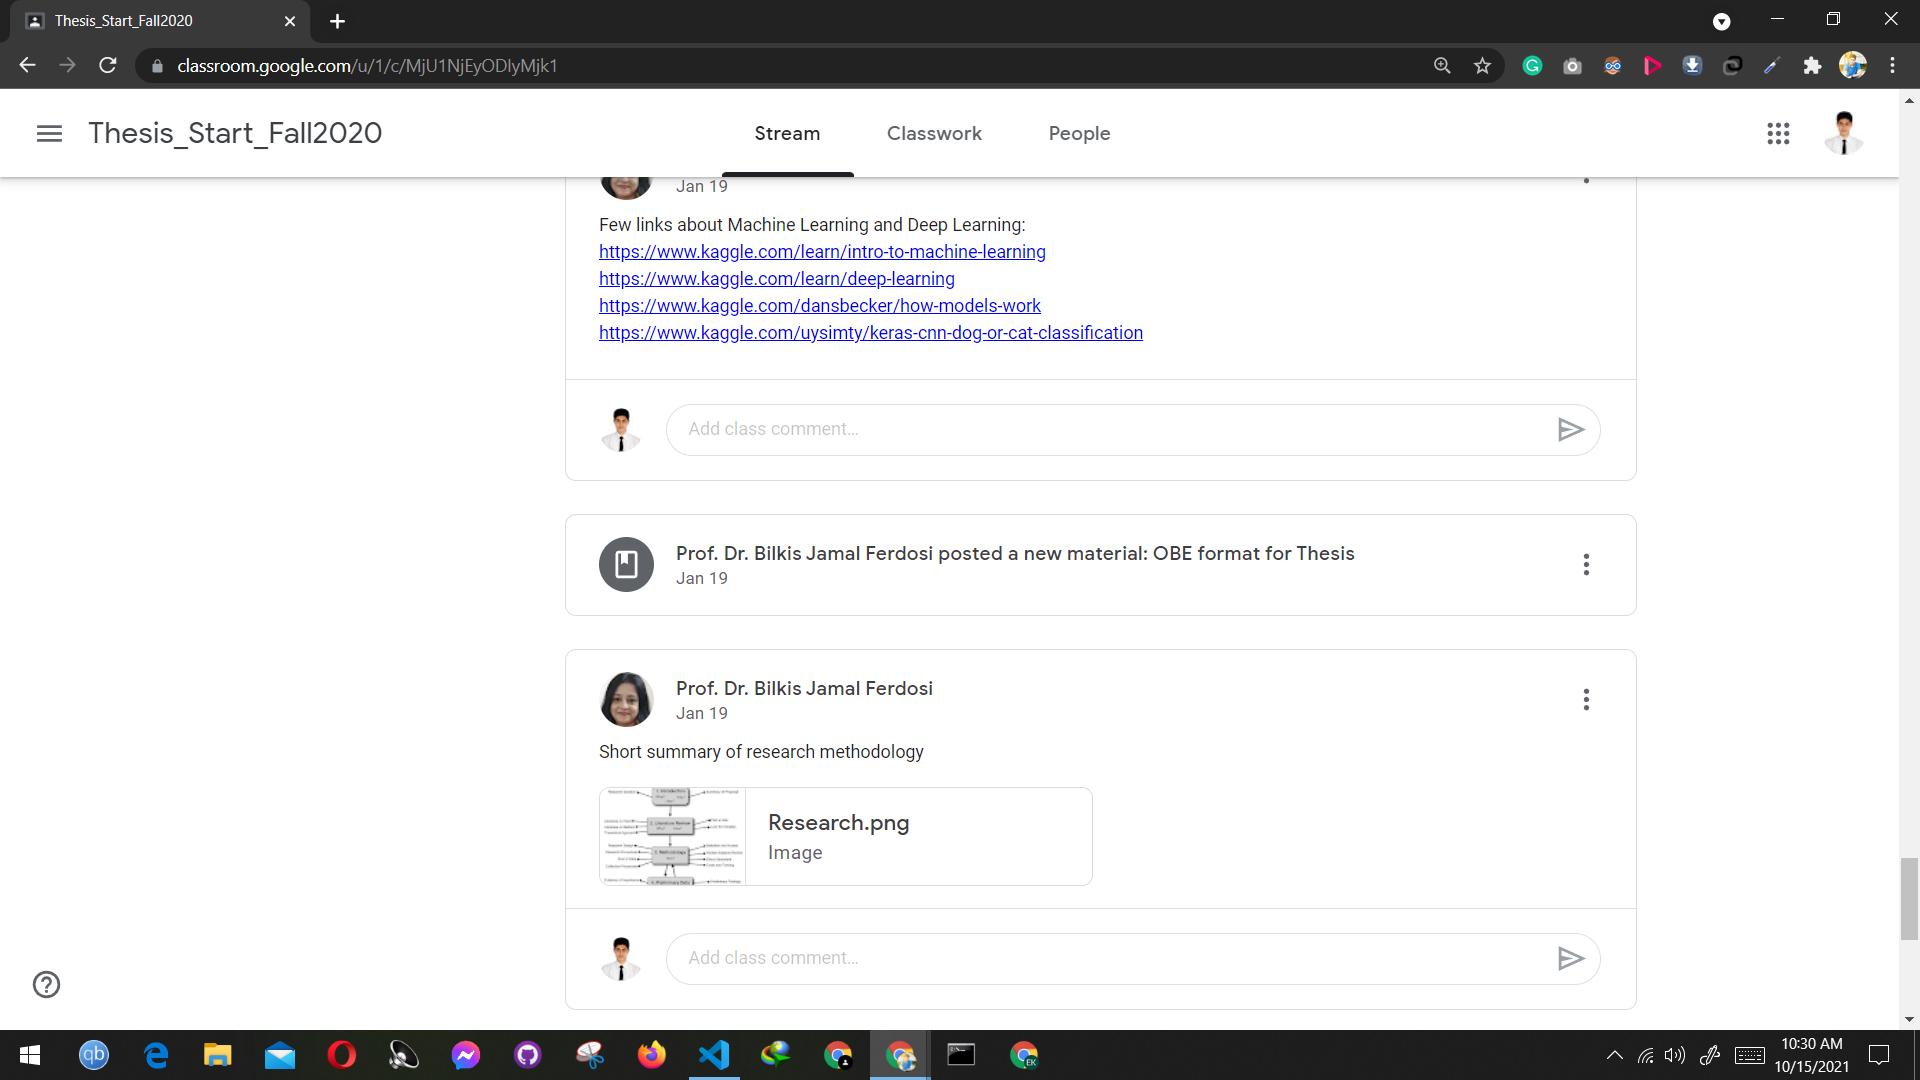 Thesis_Start_Fall2020
classroom.google.com/u/1/c/MjU1NjEyODIyMjk1
Thesis_Start_Fall2020
Stream
Classwork
People
Jan 19
Few links about Machine Learning and Deep Learning:
https://www.kaggle.com/learn/intro-to-machine-learning
https://www.kaggle.com/learn/deep-learning
https://www.kaggle.com/dansbecker/how-models-work
https://www.kaggle.com/uysimty/keras-cnn-dog-or-cat-classification
Add class comment...
Prof. Dr. Bilkis Jamal Ferdosi posted a new material: OBE format for Thesis
Jan 19
Prof. Dr. Bilkis Jamal Ferdosi
Jan 19
Short summary of research methodology
Research.png
Image
Add class comment...
qb
EK
10:30 AM
10/15/2021